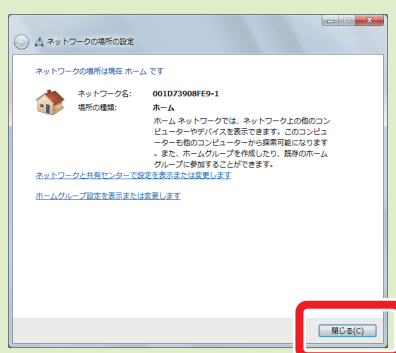 ネットワークの場所の設定
ネットワークの場所は現在 ホーム です
ネットワーク名: 001D73908FE9-1
場所の種類: ホーム
ホーム ネットワークでは、ネットワーク上の他のコン
ピューターやデバイスを表示できます。このコンピュ
ーターも他のコンピューターから探索可能になります
。また、ホームグループを作成したり、既存のホーム
グループに参加することができます。
ネットワークと共有センターで設定を表示または変更します
ホームグループ設定を表示または変更します
閉じる(C)